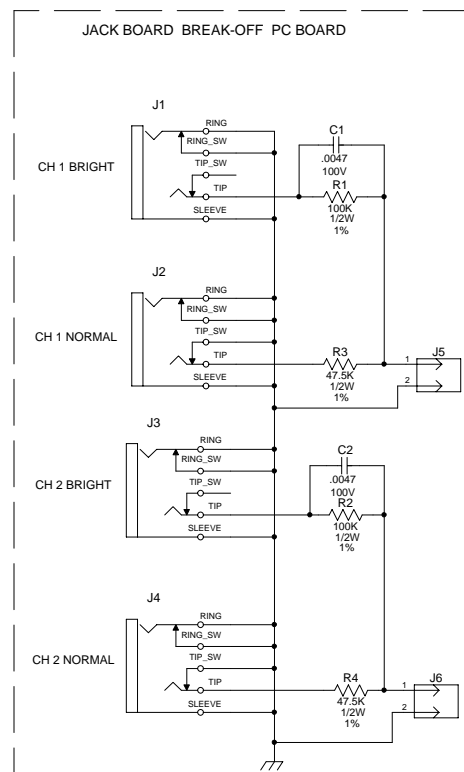 JACK BOARD BREAK-OFF PC BOARD
J1
RING
RING_SW
TIP_SW
TIP
SLEEVE
CH 1 BRIGHT
C1
.0047
100V
R1
100K
1/2W
1%
J2
RING
RING_SW
TIP_SW
TIP
SLEEVE
CH 1 NORMAL
R3
47.5K
1/2W
1%
1
2
J5
J3
RING
RING_SW
TIP_SW
TIP
SLEEVE
CH 2 BRIGHT
C2
.0047
100V
R2
100K
1/2W
1%
J4
RING
RING_SW
TIP_SW
TIP
SLEEVE
CH 2 NORMAL
R4
47.5K
1/2W
1%
1
2
J6